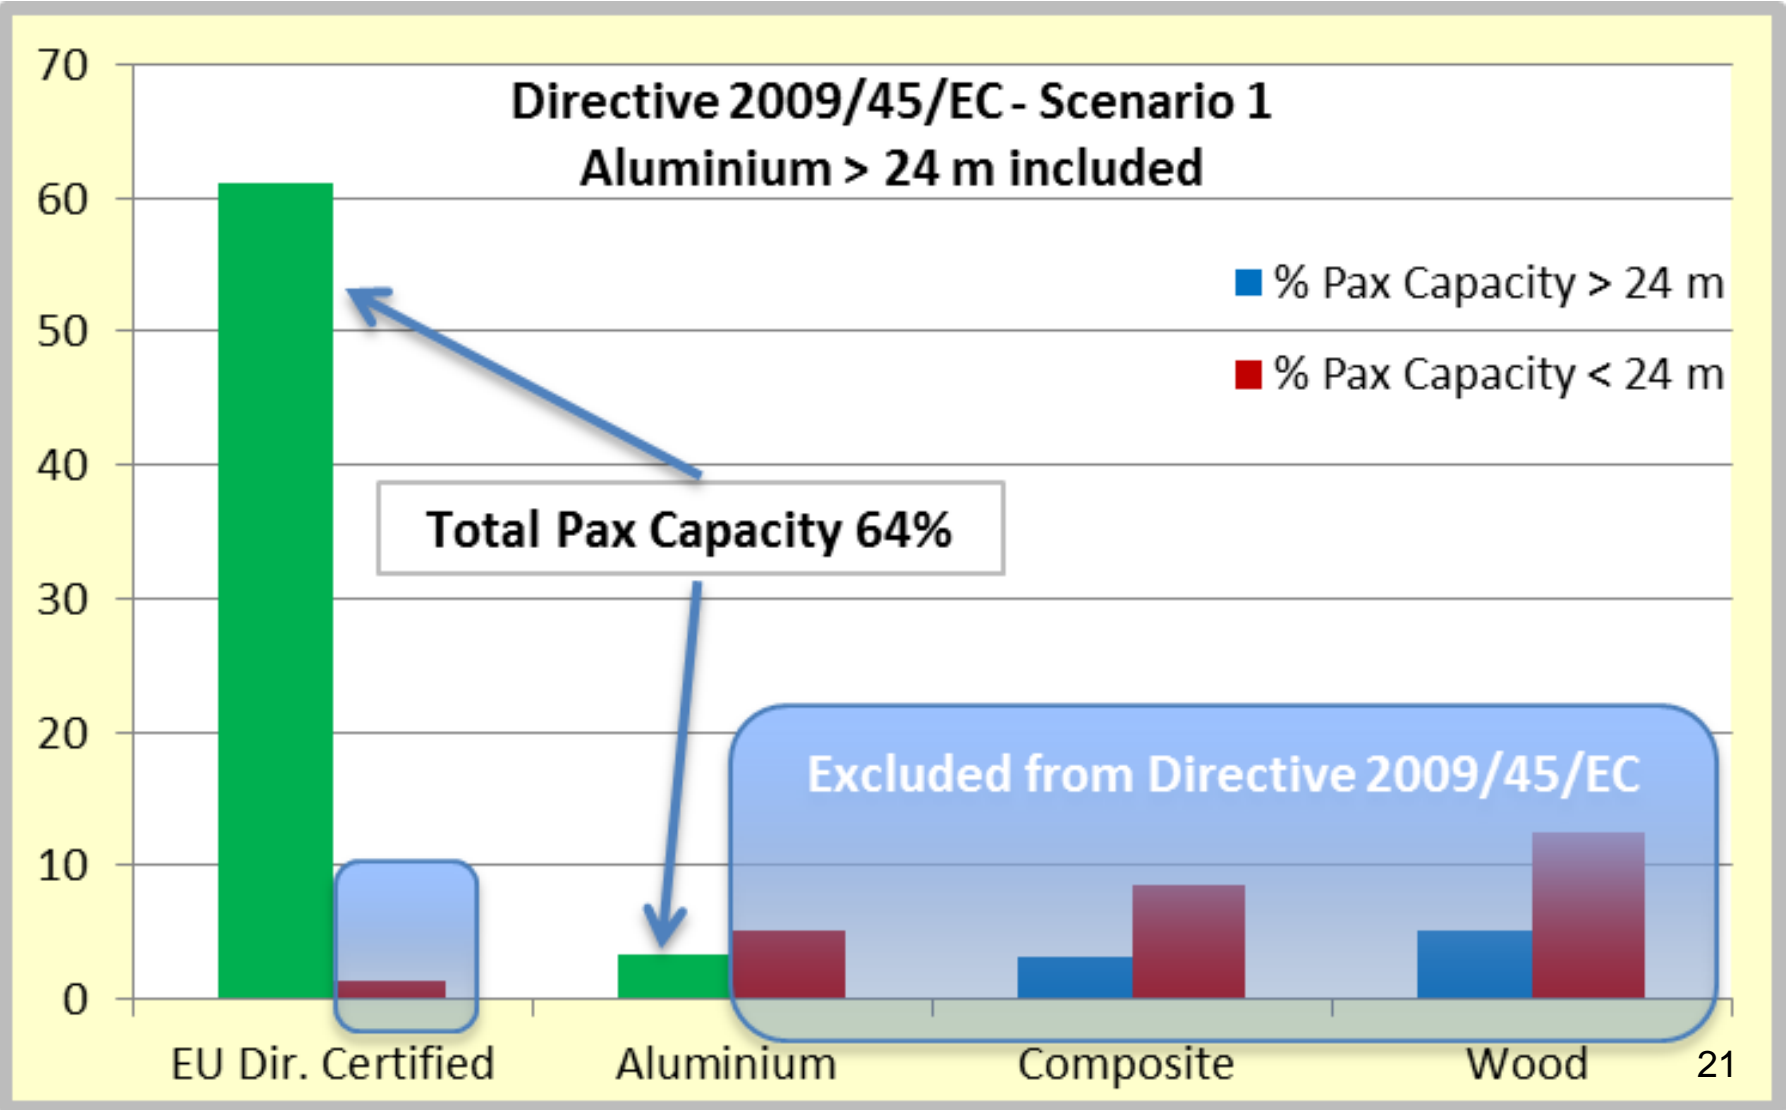 Directive 2009/45/EC - Scenario 1
Aluminium > 24 m included
70
60
50
40
30
20
10
0
% Pax Capacity > 24 m
% Pax Capacity < 24 m
Total Pax Capacity 64%
Excluded from Directive 2009/45/EC
EU Dir. Certified
Aluminium
Composite
Wood
21